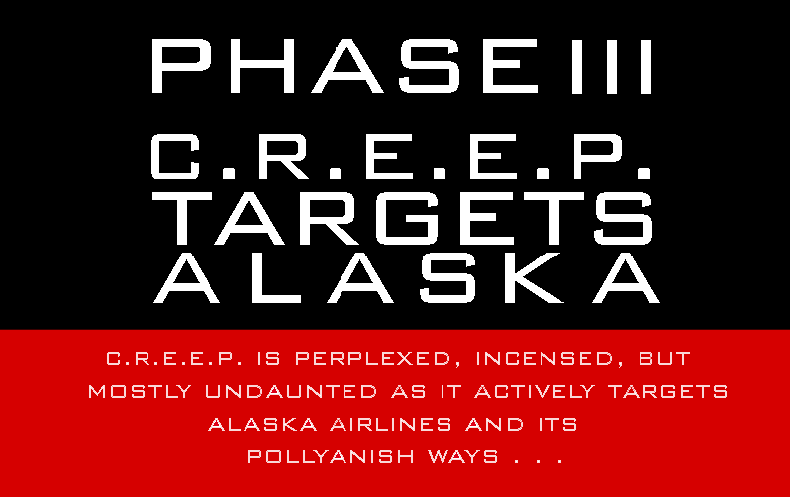 PHASE III
C.R.E.E.P.
TARGETS
ALASKA
C.R.E.E.P. IS PERPLEXED, INCENSED, BUT
MOSTLY UNDAUNTED AS IT ACTIVELY TARGETS
ALASKA AIRLINES AND ITS
POLLYANISH WAYS . . .